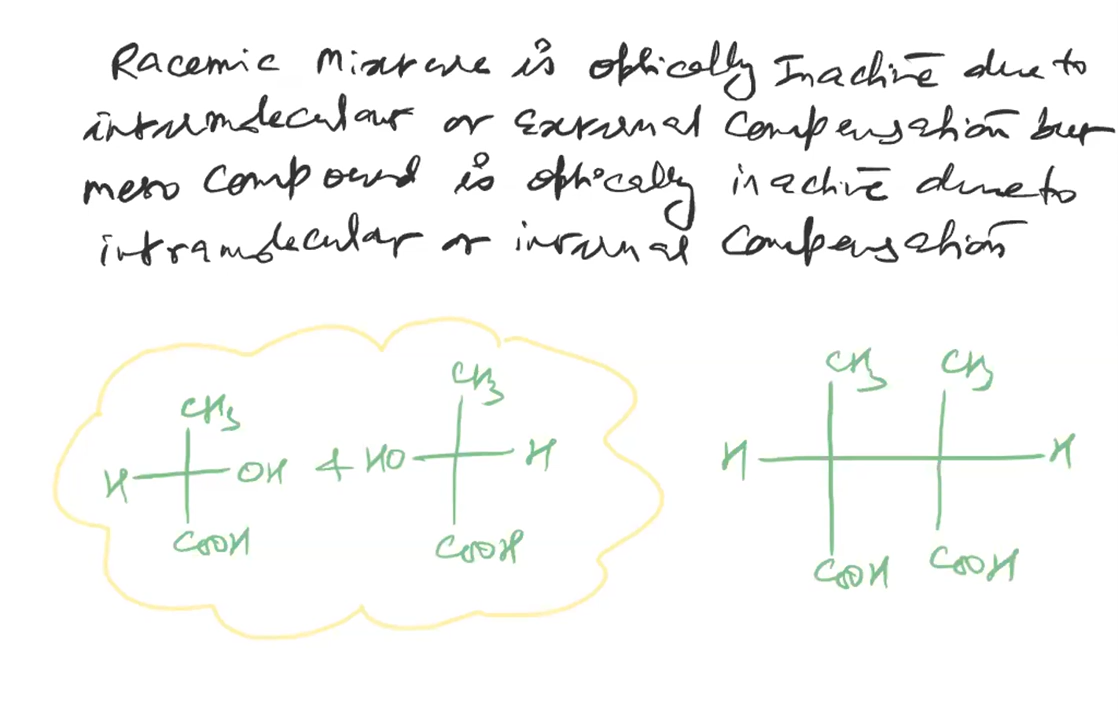 Racemic Mixture is optically Inactive due to
intermolecular or External Compensation but
meso compound is optically inactive due to
intramolecular or internal Compensation
CH3 CH3 CH3 CH3
H OH + HO H H H
COOH COOH COOH COOH